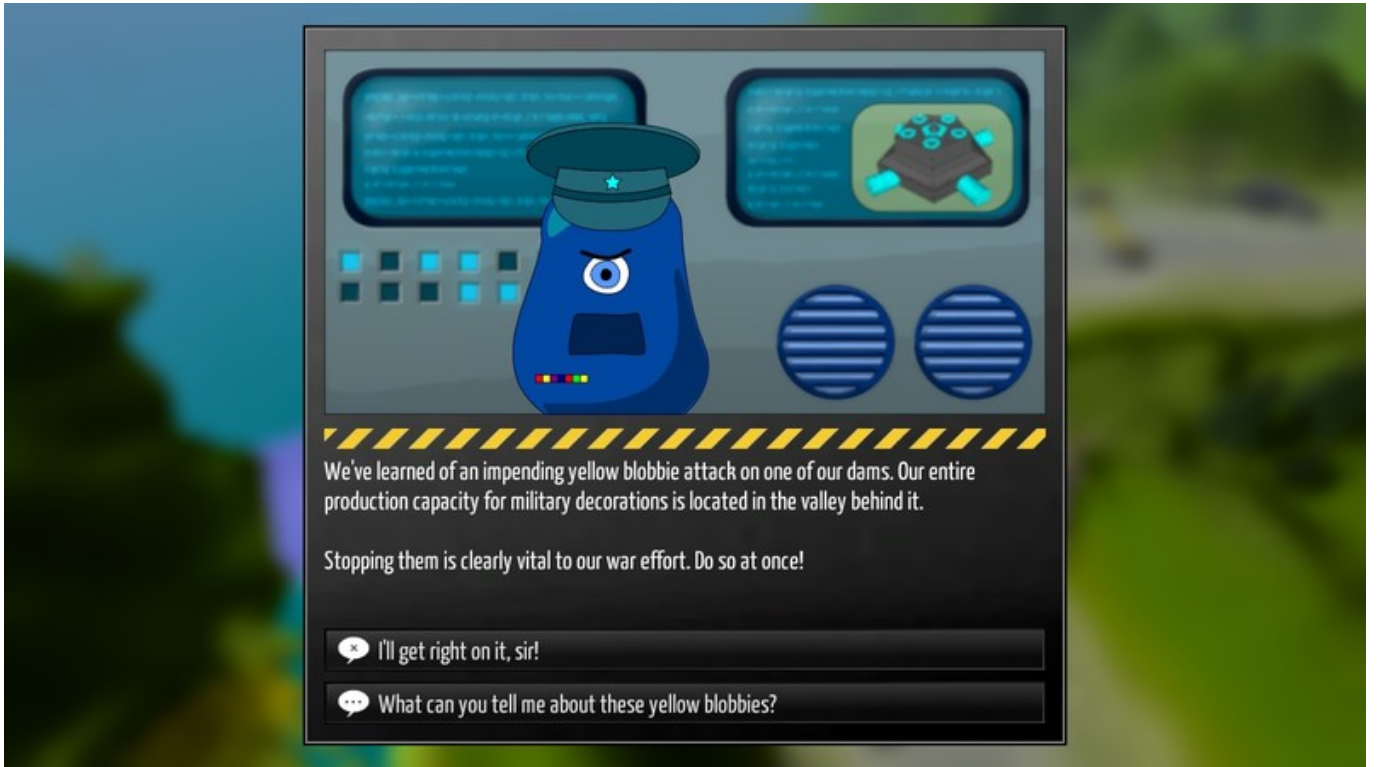 We've learned of an impending yellow blobbie attack on one of our dams. Our entire
production capacity for military decorations is located in the valley behind it.
Stopping them is clearly vital to our war effort. Do so at once!
I'll get right on it, sir!
What can you tell me about these yellow blobbies?